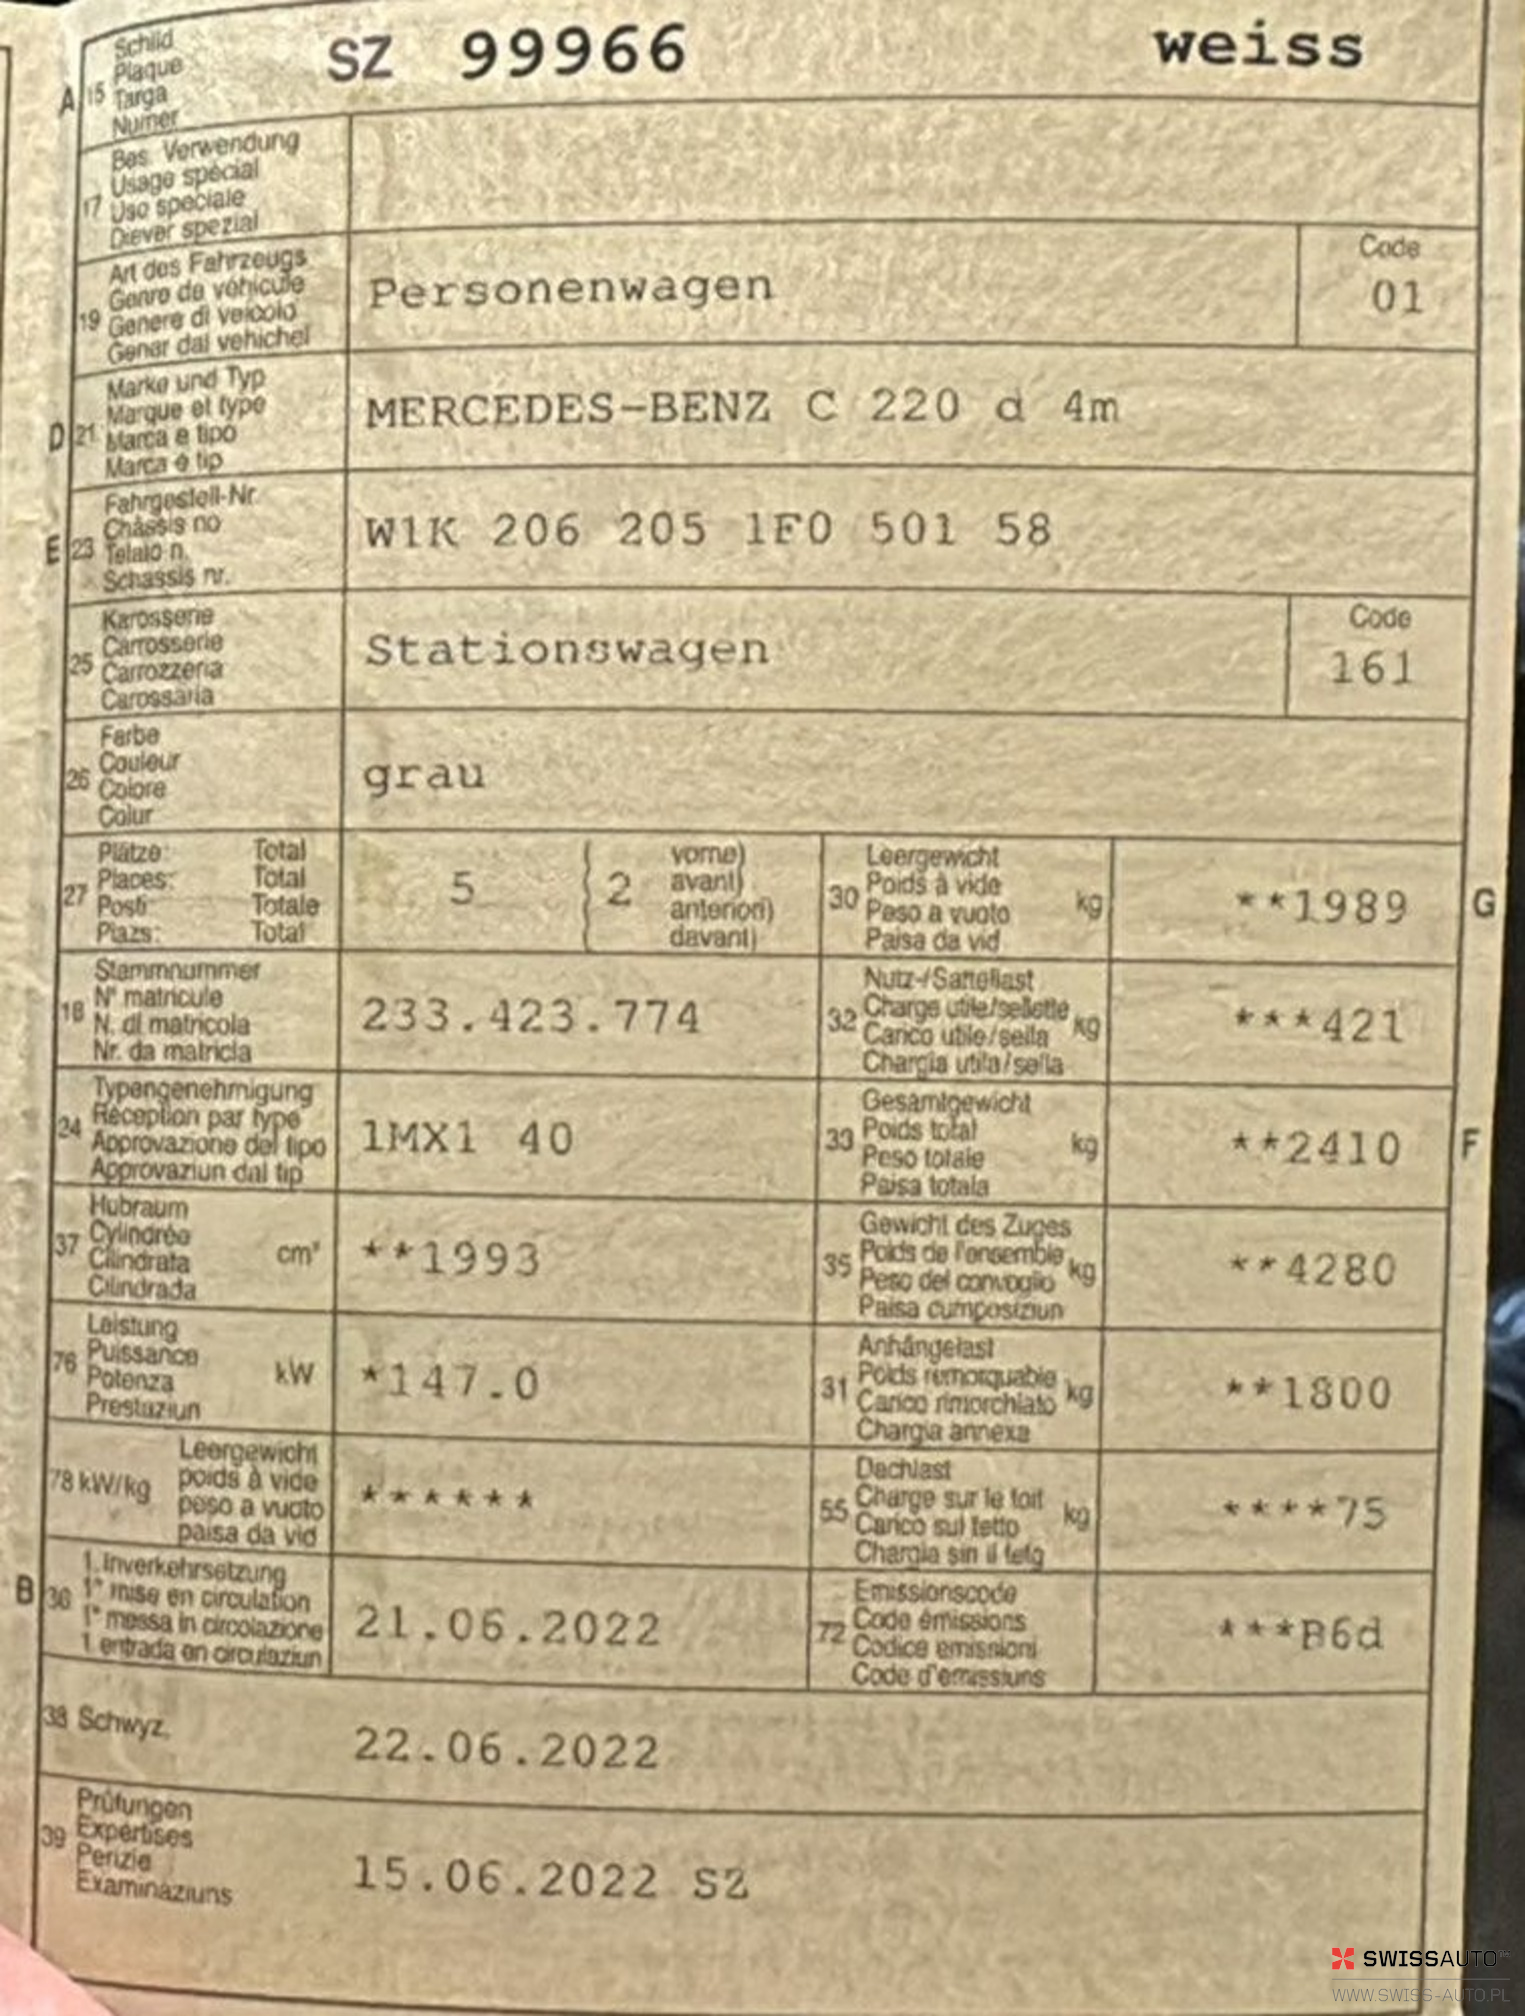 A 15 Schild SZ 99966 weiss
Plaque
Targa
Numer
17 Bes. Verwendung
Usage spécial
Uso speciale
Diever spezial
19 Art des Fahrzeugs Personenwagen Code
Genre de véhicule 01
Genere di veicolo
Gener dal vehichel
D 21 Marke und Typ MERCEDES-BENZ C 220 d 4m
Marque et type
Marca e tipo
Marca e tip
E 23 Fahrgestell-Nr. W1K 206 205 1F0 501 58
Châssis no
Telaio n.
Schassis nr.
25 Karosserie Stationswagen Code
Carrosserie 161
Carrozzeria
Carossaria
26 Farbe grau
Couleur
Colore
Colur
27 Plätze: Total 5 2 vorne)
Places: Total avant)
Posti: Totale anteriori)
Plazs: Total davant)
30 Leergewicht kg **1989 G
Poids à vide
Peso a vuoto
Paisa da vid
18 Stammnummer 233.423.774
N° matricule
N. di matricola
Nr. da matricla
32 Nutz-/Sattellast kg ***421
Charge utile/sellette
Carico utile/sella
Chargia utila/sella
24 Typengenehmigung 1MX1 40
Réception par type
Approvazione del tipo
Approvaziun dal tip
33 Gesamtgewicht kg **2410 F
Poids total
Peso totale
Paisa totala
37 Hubraum cm³ **1993
Cylindrée
Cilindrata
Cilindrada
35 Gewicht des Zuges kg **4280
Poids de l'ensemble
Peso del convoglio
Paisa cumposiziun
76 Leistung kW *147.0
Puissance
Potenza
Prestaziun
31 Anhängelast kg **1800
Poids remorquable
Carico rimorchiato
Chargia annexa
78 kW/kg Leergewicht ******
poids à vide
peso a vuoto
paisa da vid
55 Dachlast kg ****75
Charge sur le toit
Carico sul tetto
Chargia sin il tetg
B 36 1. Inverkehrsetzung 21.06.2022
1re mise en circulation
1a messa in circolazione
1. entrada en circulaziun
72 Emissionscode ***B6d
Code émissions
Codice emissioni
Code d'emissiuns
38 Schwyz, 22.06.2022
39 Prüfungen 15.06.2022 SZ
Expertises
Perizie
Examinaziuns
SWISSAUTO
WWW.SWISS-AUTO.PL